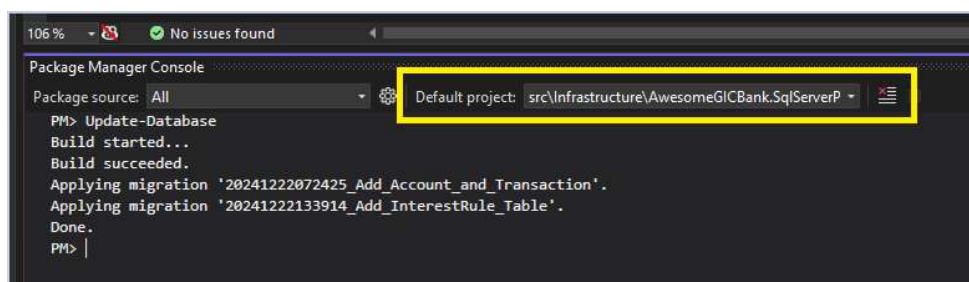 106 % No issues found
Package Manager Console
Package source: All Default project: src\Infrastructure\AwesomeGICBank.SqlServerP
PM> Update-Database
Build started...
Build succeeded.
Applying migration '20241222072425_Add_Account_and_Transaction'.
Applying migration '20241222133914_Add_InterestRule_Table'.
Done.
PM>